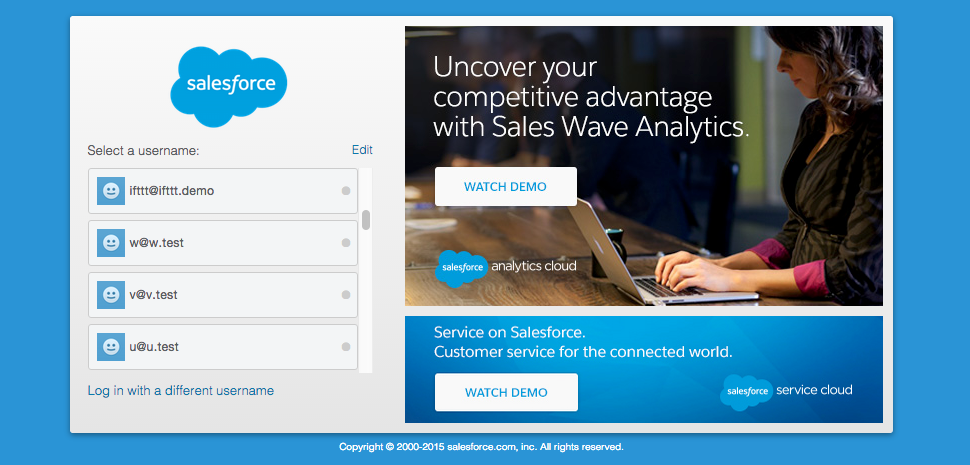 salesforce
Select a username:
Edit
ifttt@ifttt.demo
w@w.test
v@v.test
u@u.test
Log in with a different username
Uncover your
competitive advantage
with Sales Wave Analytics.
WATCH DEMO
salesforce analytics cloud
Service on Salesforce.
Customer service for the connected world.
WATCH DEMO
salesforce service cloud
Copyright © 2000-2015 salesforce.com, inc. All rights reserved.